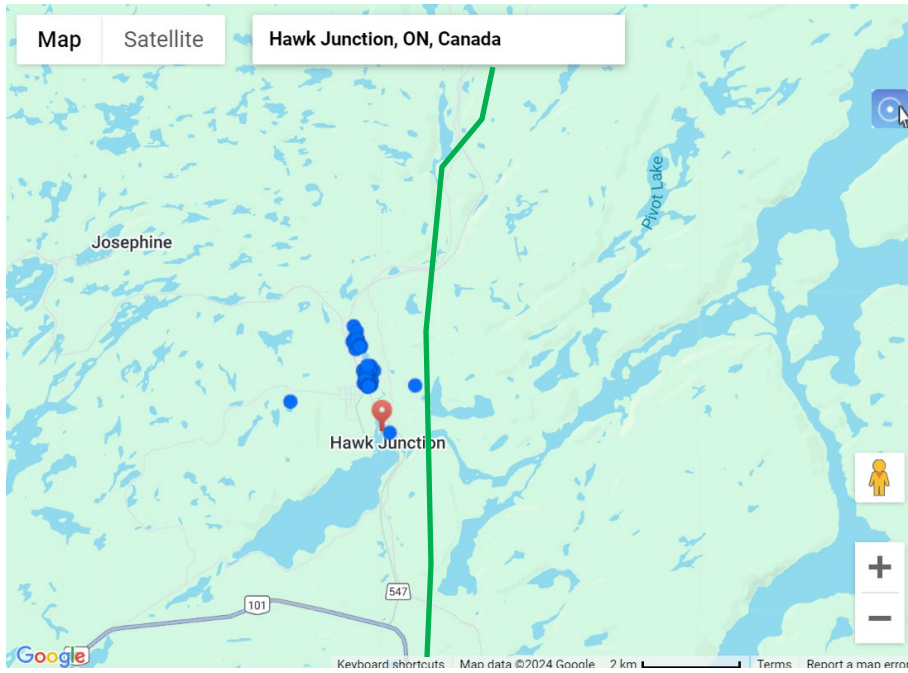 Map Satellite
Hawk Junction, ON, Canada
Pivot Lake
Josephine
Hawk Junction
547
101
Google
Keyboard shortcuts Map data ©2024 Google 2 km Terms Report a map error